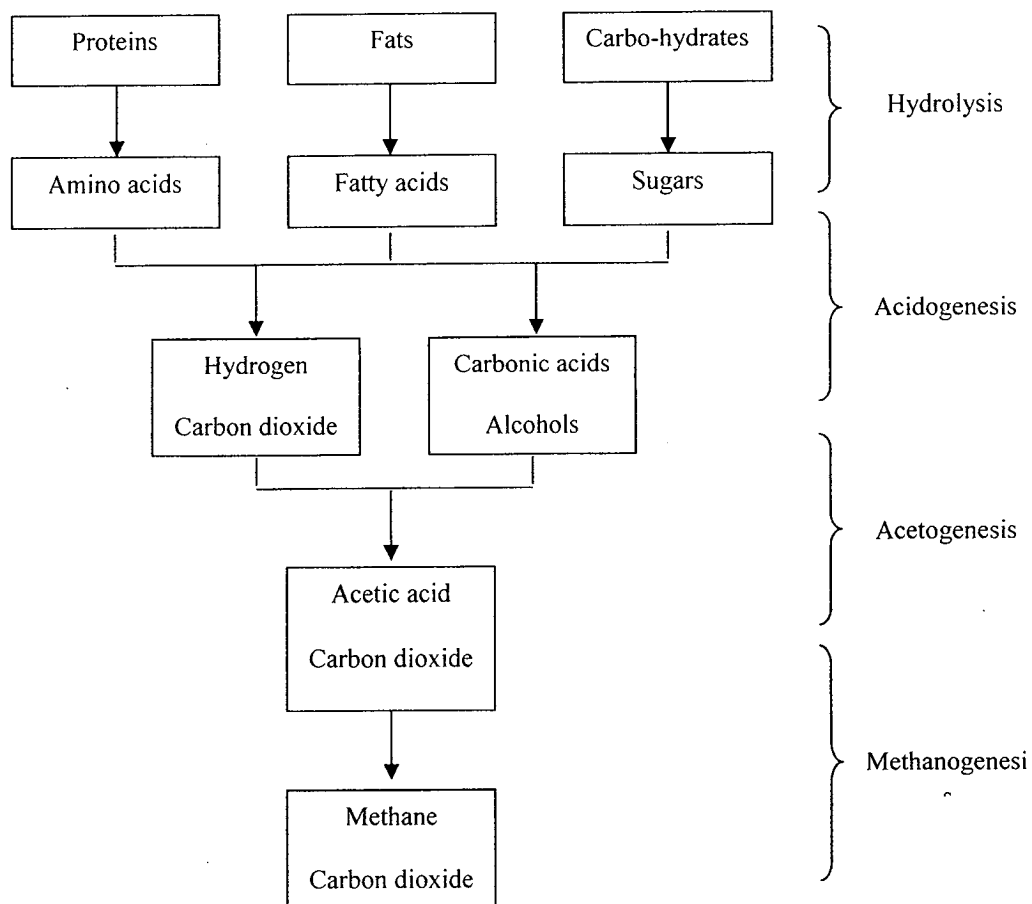 Proteins
Fats
Carbo-hydrates
Hydrolysis
Amino acids
Fatty acids
Sugars
Acidogenesis
Hydrogen
Carbon dioxide
Carbonic acids
Alcohols
Acetogenesis
Acetic acid
Carbon dioxide
Methanogenesi
Methane
Carbon dioxide